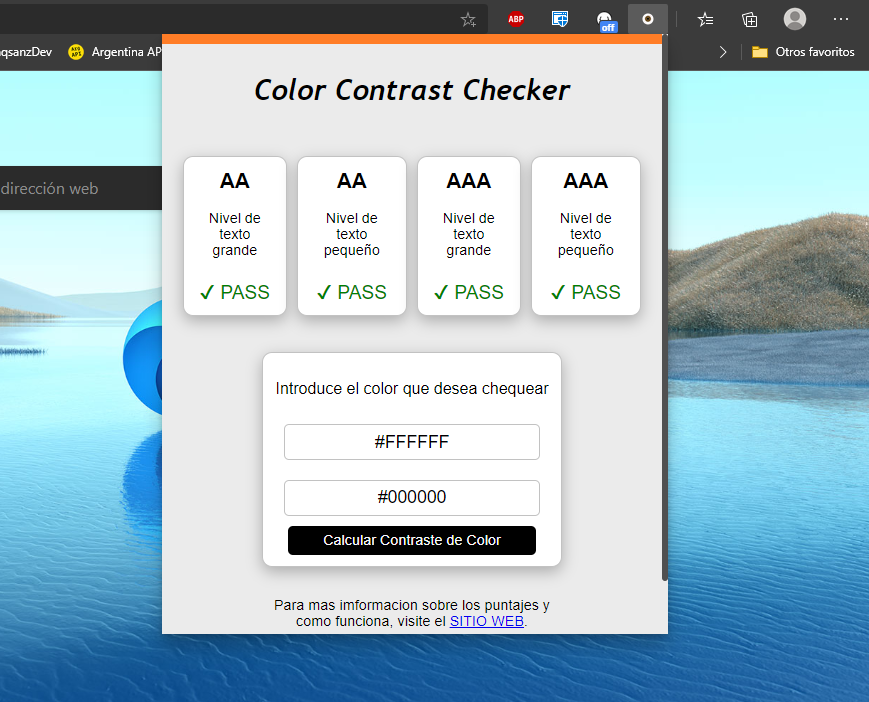 ABP
off
qsanzDev
AEQ API
Argentina AP
Otros favoritos
dirección web
Color Contrast Checker
AA
Nivel de
texto
grande
✓ PASS
AA
Nivel de
texto
pequeño
✓ PASS
AAA
Nivel de
texto
grande
✓ PASS
AAA
Nivel de
texto
pequeño
✓ PASS
Introduce el color que desea chequear
#FFFFFF
#000000
Calcular Contraste de Color
Para mas imformacion sobre los puntajes y
como funciona, visite el SITIO WEB.